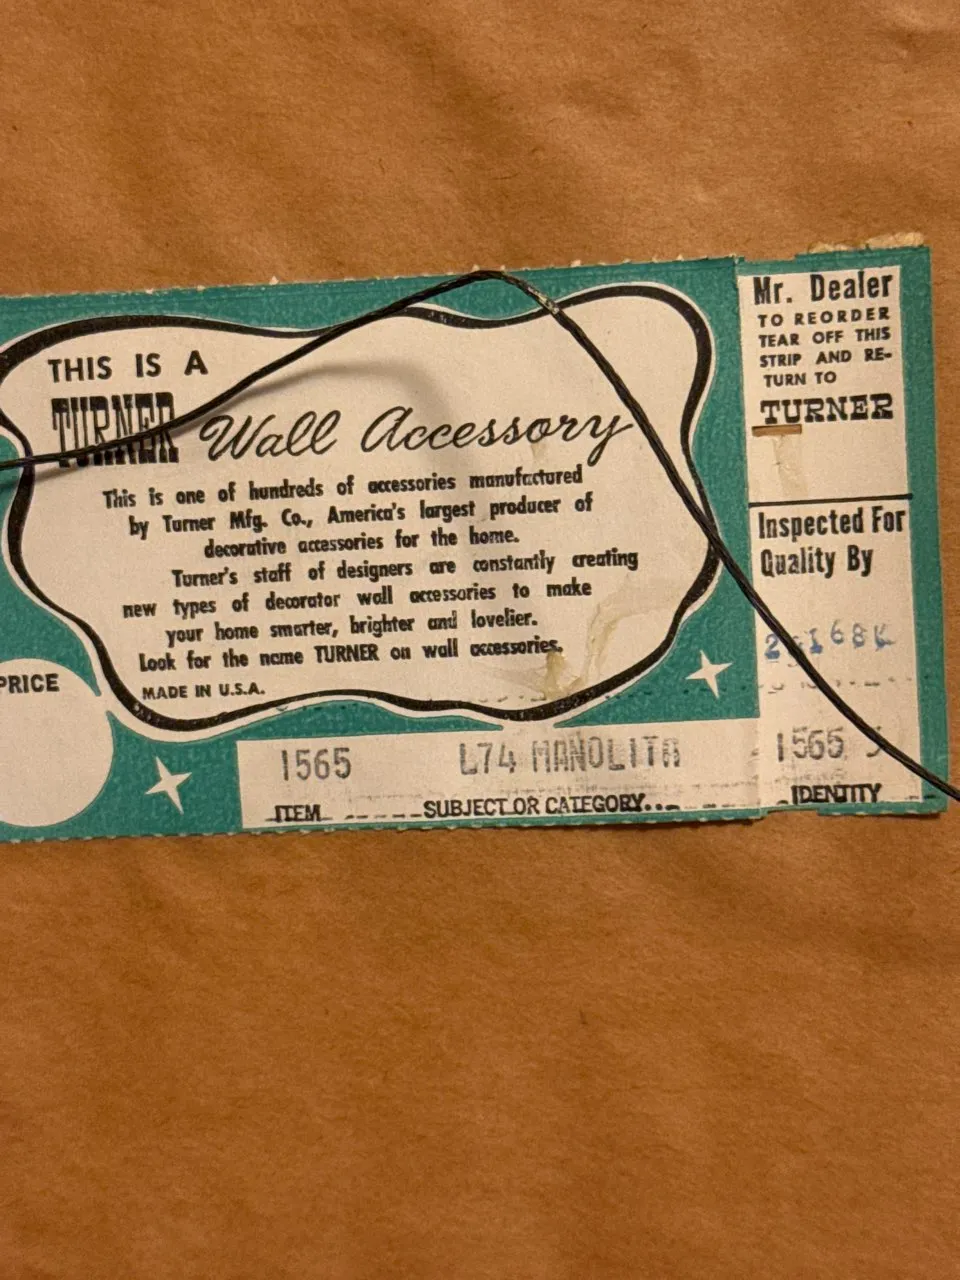 THIS IS A
TURNER Wall Accessory
This is one of hundreds of accessories manufactured
by Turner Mfg. Co., America's largest producer of
decorative accessories for the home.
Turner's staff of designers are constantly creating
new types of decorator wall accessories to make
your home smarter, brighter and lovelier.
Look for the name TURNER on wall accessories.
MADE IN U.S.A.
PRICE
1565 L74 MANOLITA
ITEM SUBJECT OR CATEGORY
Mr. Dealer
TO REORDER
TEAR OFF THIS
STRIP AND RE-
TURN TO
TURNER
Inspected For
Quality By
1565
IDENTITY